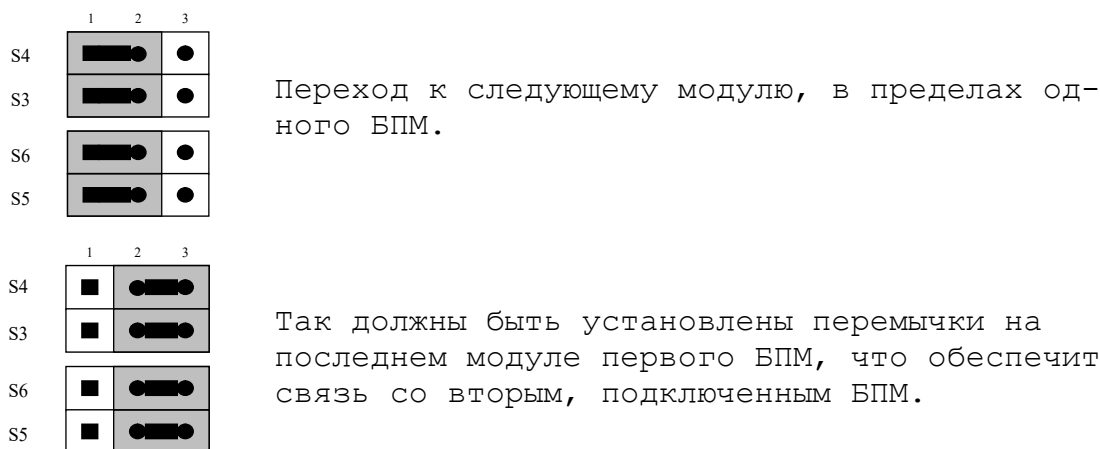 1 2 3
S4
S3
S6
S5
Переход к следующему модулю, в пределах од-
ного БПМ.
1 2 3
S4
S3
S6
S5
Так должны быть установлены перемычки на
последнем модуле первого БПМ, что обеспечит
связь со вторым, подключенным БПМ.